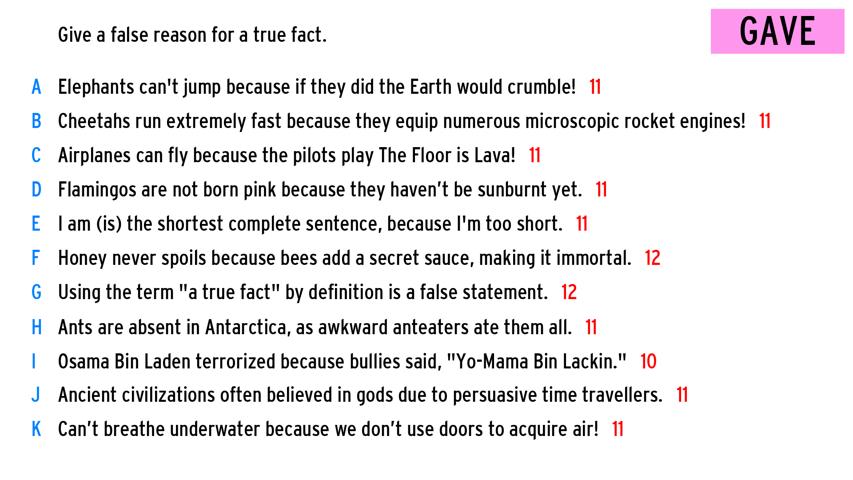 Give a false reason for a true fact.
GAVE
A Elephants can't jump because if they did the Earth would crumble! 11
B Cheetahs run extremely fast because they equip numerous microscopic rocket engines! 11
C Airplanes can fly because the pilots play The Floor is Lava! 11
D Flamingos are not born pink because they haven’t be sunburnt yet. 11
E I am (is) the shortest complete sentence, because I'm too short. 11
F Honey never spoils because bees add a secret sauce, making it immortal. 12
G Using the term "a true fact" by definition is a false statement. 12
H Ants are absent in Antarctica, as awkward anteaters ate them all. 11
I Osama Bin Laden terrorized because bullies said, "Yo-Mama Bin Lackin." 10
J Ancient civilizations often believed in gods due to persuasive time travellers. 11
K Can’t breathe underwater because we don’t use doors to acquire air! 11